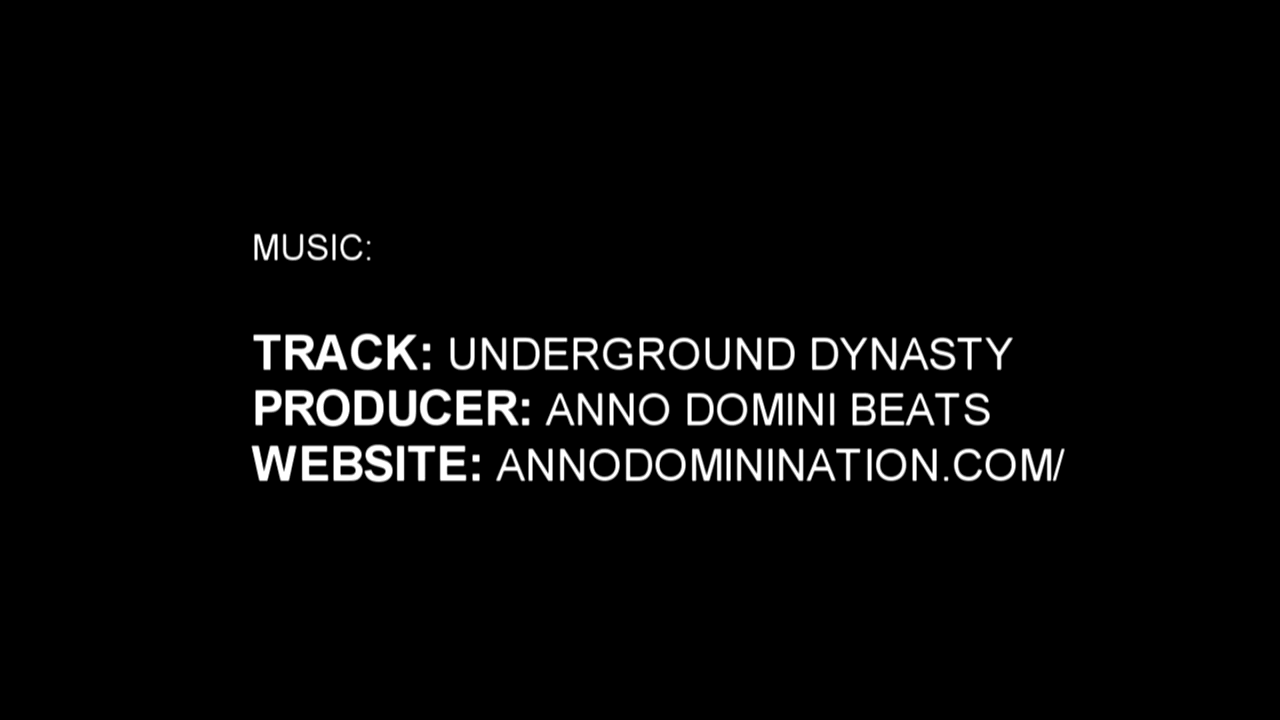 MUSIC:
TRACK: UNDERGROUND DYNASTY
PRODUCER: ANNO DOMINI BEATS
WEBSITE: ANNODOMININATION.COM/